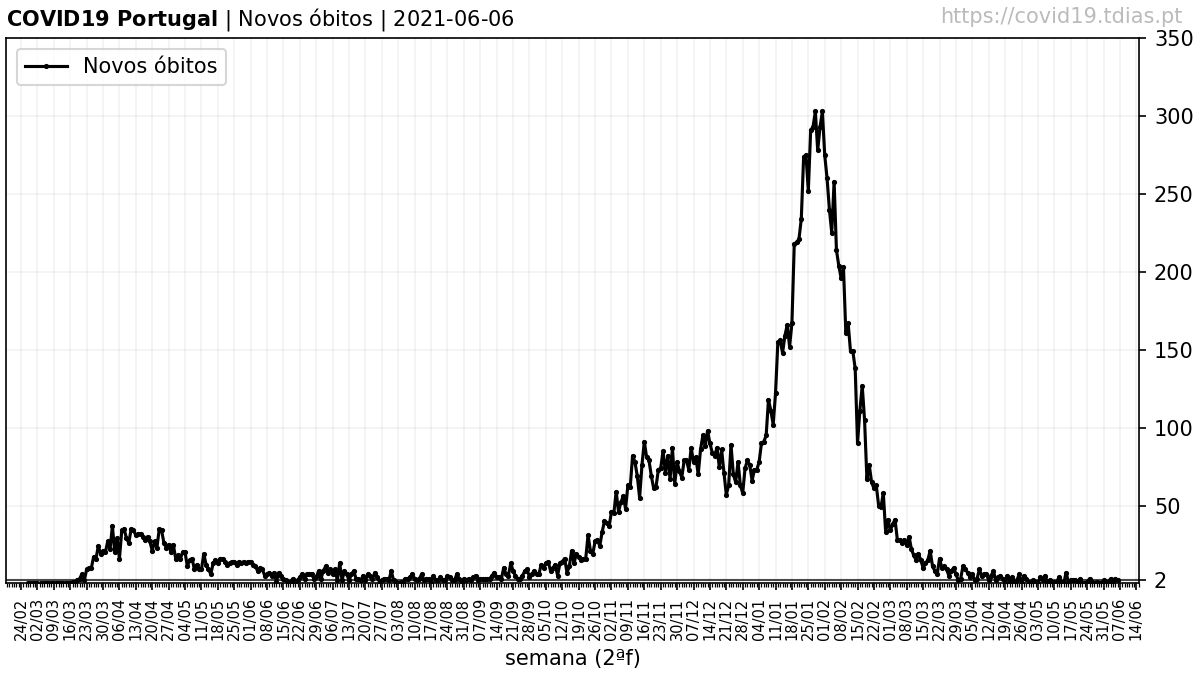 COVID19 Portugal | Novos óbitos | 2021-06-06
https://covid19.tdias.pt
Novos óbitos
350
300
250
200
150
100
50
2
24/02 02/03 09/03 16/03 23/03 30/03 06/04 13/04 20/04 27/04 04/05 11/05 18/05 25/05 01/06 08/06 15/06 22/06 29/06 06/07 13/07 20/07 27/07 03/08 10/08 17/08 24/08 31/08 07/09 14/09 21/09 28/09 05/10 12/10 19/10 26/10 02/11 09/11 16/11 23/11 30/11 07/12 14/12 21/12 28/12 04/01 11/01 18/01 25/01 01/02 08/02 15/02 22/02 01/03 08/03 15/03 22/03 29/03 05/04 12/04 19/04 26/04 03/05 10/05 17/05 24/05 31/05 07/06 14/06
semana (2ªf)